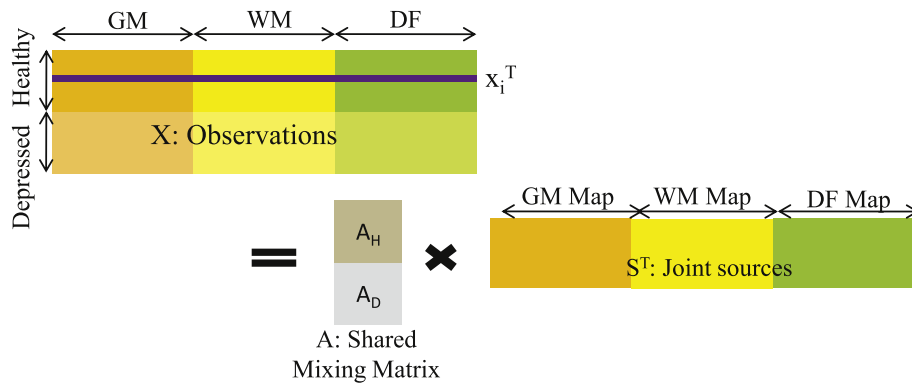 GM WM DF
Healthy
x_i^T
X: Observations
Depressed
GM Map WM Map DF Map
=
A_H
×
S^T: Joint sources
A_D
A: Shared
Mixing Matrix